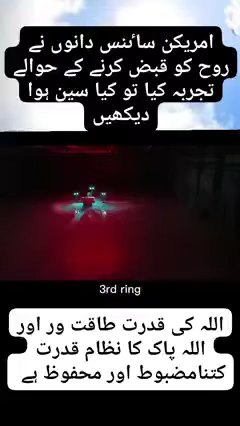 امریکن سائنس دانوں نے
روح کو قبض کرنے کے حوالے
تجربہ کیا تو کیا سین ہوا
دیکھیں
3rd ring
اللہ کی قدرت طاقت ور اور
اللہ پاک کا نظام قدرت
کتنامضبوط اور محفوظ ہے